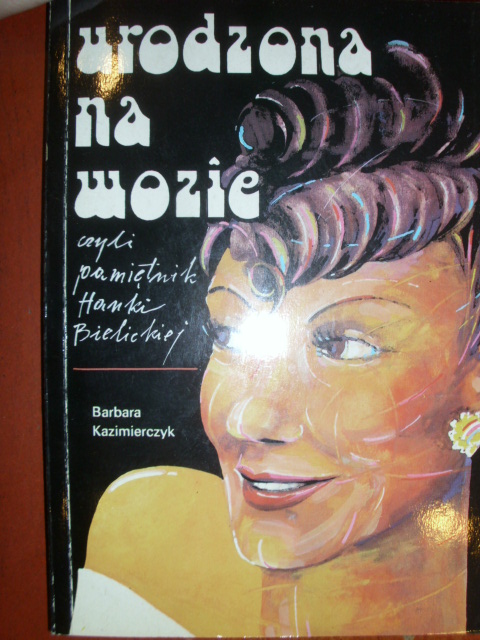 urodzona
na
wozie
czyli
pamiętnik
Hanki
Bielickiej
Barbara
Kazimierczyk